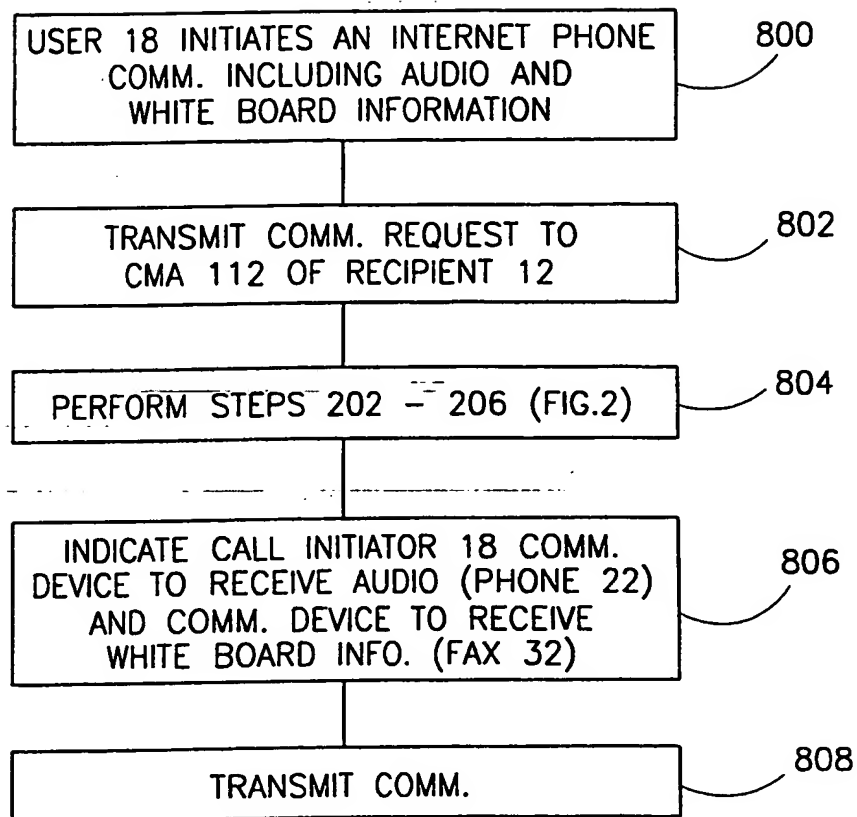 USER 18 INITIATES AN INTERNET PHONE
COMM. INCLUDING AUDIO AND
WHITE BOARD INFORMATION
800
TRANSMIT COMM. REQUEST TO
CMA 112 OF RECIPIENT 12
802
PERFORM STEPS 202 – 206 (FIG.2)
804
INDICATE CALL INITIATOR 18 COMM.
DEVICE TO RECEIVE AUDIO (PHONE 22)
AND COMM. DEVICE TO RECEIVE
WHITE BOARD INFO. (FAX 32)
806
TRANSMIT COMM.
808